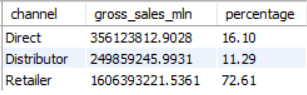 channel gross_sales_mln percentage
Direct 356123812.9028 16.10
Distributor 249859245.9931 11.29
Retailer 1606393221.5361 72.61